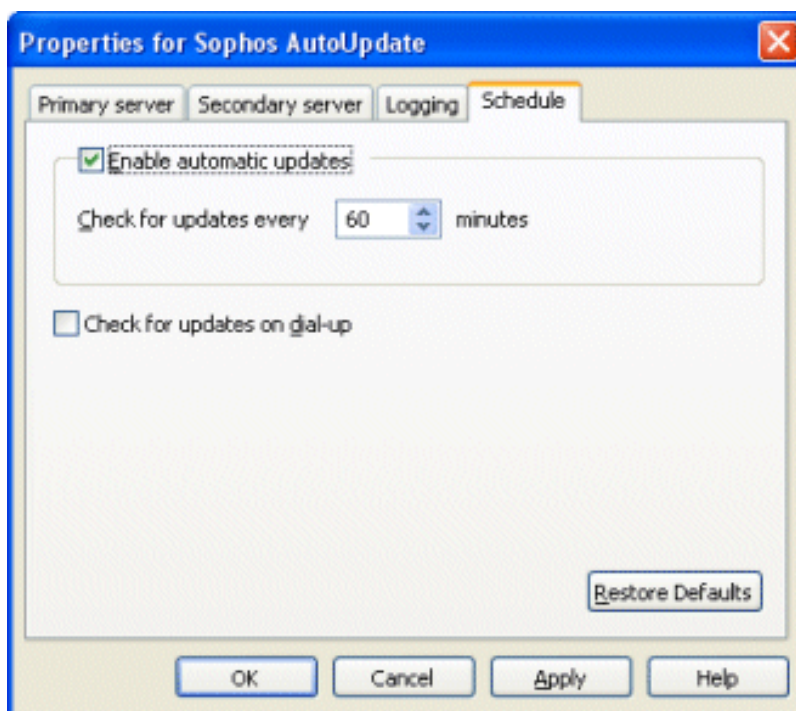 Properties for Sophos AutoUpdate
Primary server Secondary server Logging Schedule
Enable automatic updates
Check for updates every 60 minutes
Check for updates on dial-up
Restore Defaults
OK Cancel Apply Help